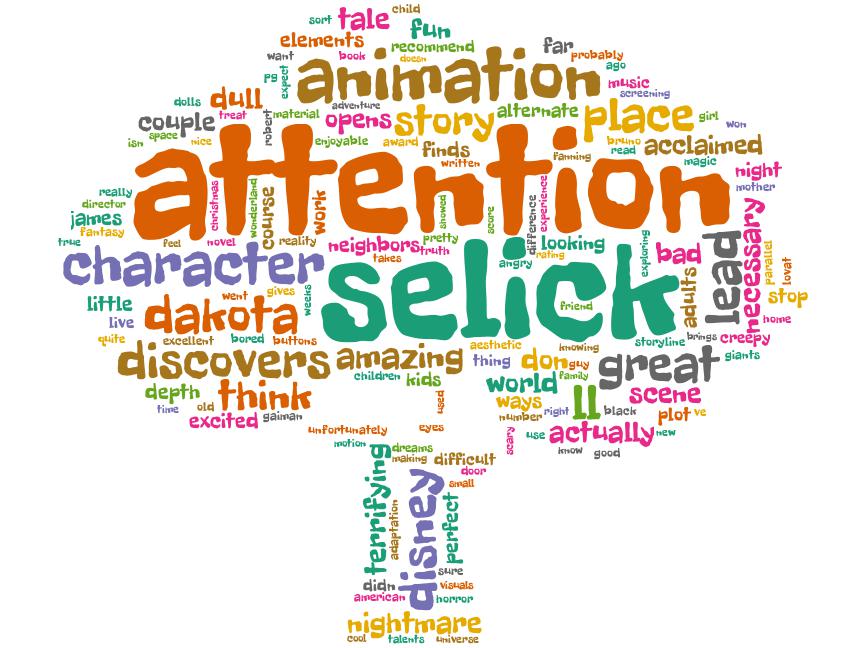 child
sort tale fun
elements recommend far
want book doesn probably
pg expect animation ago
music
screening
dolls dull adventure
treat robert material opens story alternate place girl
couple won
isn space nice enjoyable award finds written fanning bruno read acclaimed
magic
attention
night
mother
really
director
james
fantasy
christmas wonderland course work showed score difference experience
true feel novel reality neighbors truth pretty takes angry rating looking exploring bad adults lead necessary parallel lovat
character
selick
little went gives weeks
live dakota friend stop
home
quite excellent bored buttons aesthetic knowing storyline brings creepy
discovers amazing thing don guy great giants
children kids world family
depth think ways ll scene
time old number right black plot ve
excited gaiman used
unfortunately eyes scary use actually new
motion dreams know good
making difficult
door
terrifying adaptation disney small perfect
sure
didn visuals
american horror
nightmare
cool talents universe